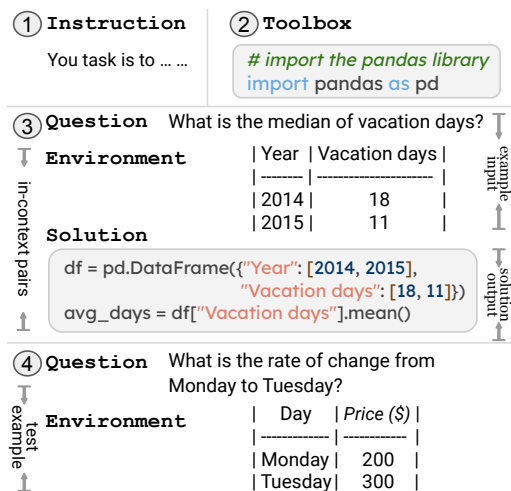 1 Instruction
You task is to ... ...
2 Toolbox
# import the pandas library
import pandas as pd
3 Question What is the median of vacation days?
Environment
| Year | Vacation days |
|-------- | ----------------------- |
| 2014 | 18 |
| 2015 | 11 |
Solution
df = pd.DataFrame({"Year": [2014, 2015],
"Vacation days": [18, 11]})
avg_days = df["Vacation days"].mean()
in-context pairs
example
input
solution
output
4 Question What is the rate of change from
Monday to Tuesday?
Environment
| Day | Price ($) |
| ------------- | ------------ |
| Monday | 200 |
| Tuesday | 300 |
test
example